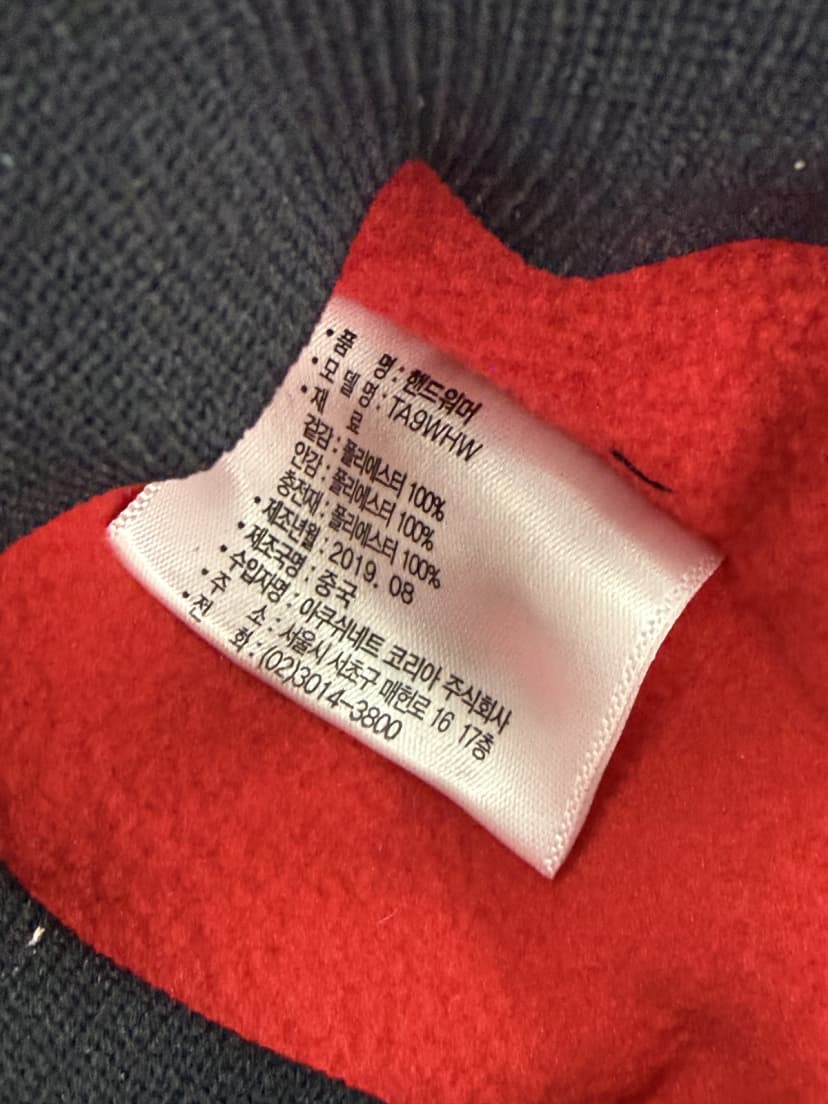 •품 명 : 핸드워머
•모 델 명 : TA9WHW
•재 료
겉감 : 폴리에스터 100%
안감 : 폴리에스터 100%
충전재 : 폴리에스터 100%
•제조년월 : 2019. 08
•제조국명 : 중국
•수입자명 : 아쿠쉬네트 코리아 주식회사
•주 소 : 서울시 서초구 매헌로 16 17층
•전 화 : (02)3014-3800